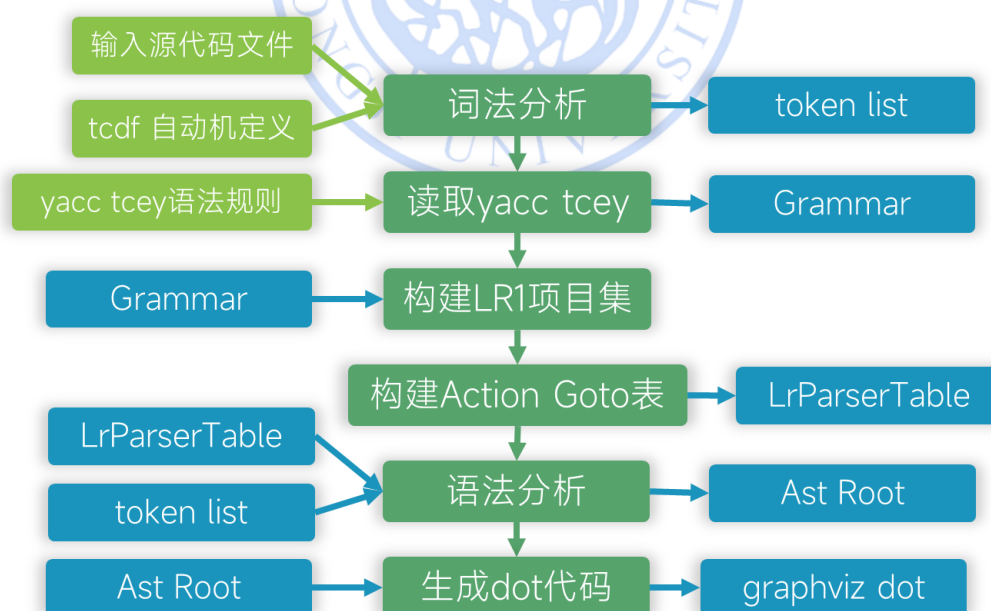 输入源代码文件
词法分析
token list
tcdf 自动机定义
yacc tcey语法规则
读取yacc tcey
Grammar
Grammar
构建LR1项目集
构建Action Goto表
LrParserTable
LrParserTable
语法分析
Ast Root
token list
Ast Root
生成dot代码
graphviz dot